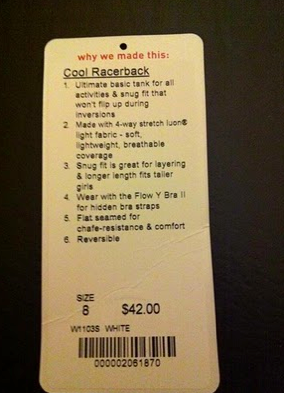 why we made this:
Cool Racerback
1. Ultimate basic tank for all
activities & snug fit that
won't flip up during
inversions
2. Made with 4-way stretch luon®
light fabric - soft,
lightweight, breathable
coverage
3. Snug fit is great for layering
& longer length fits taller
girls
4. Wear with the Flow Y Bra II
for hidden bra straps
5. Flat seamed for
chafe-resistance & comfort
6. Reversible
SIZE
8 $42.00
W1103S WHITE
000002061870